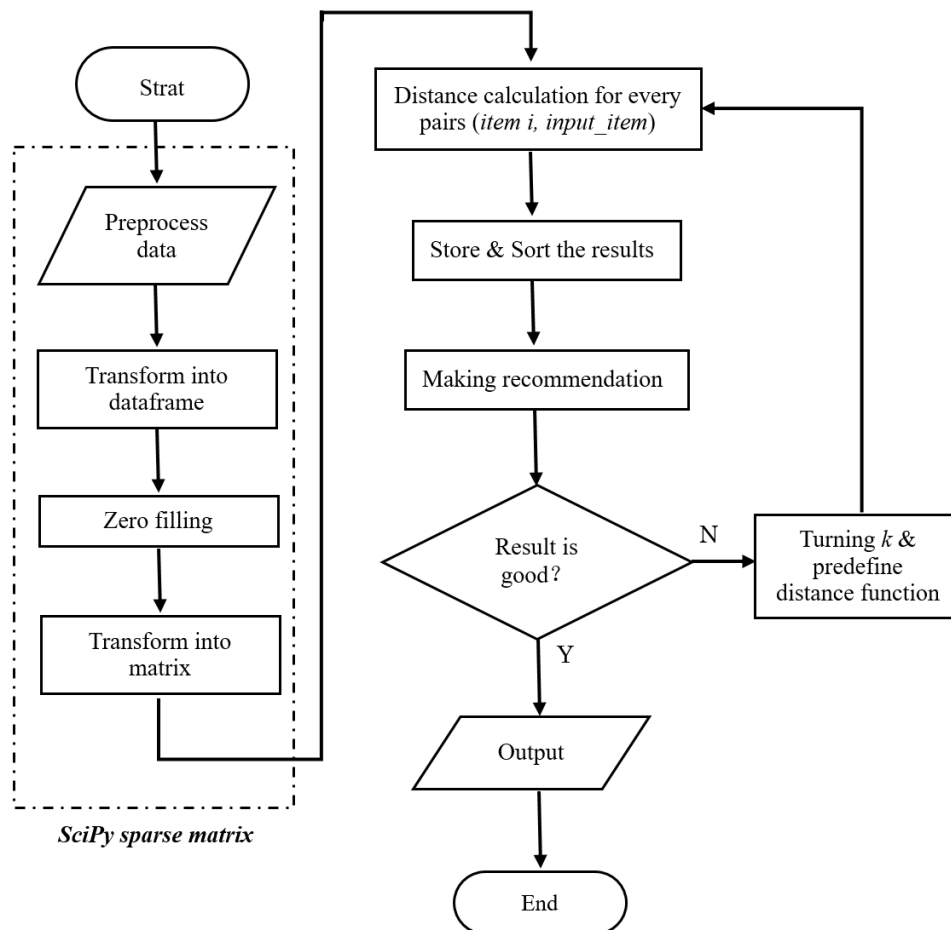 Strat
Preprocess
data
Transform into
dataframe
Zero filling
Transform into
matrix
SciPy sparse matrix
Distance calculation for every
pairs (item i, input_item)
Store & Sort the results
Making recommendation
Result is
good？
N
Turning k &
predefine
distance function
Y
Output
End